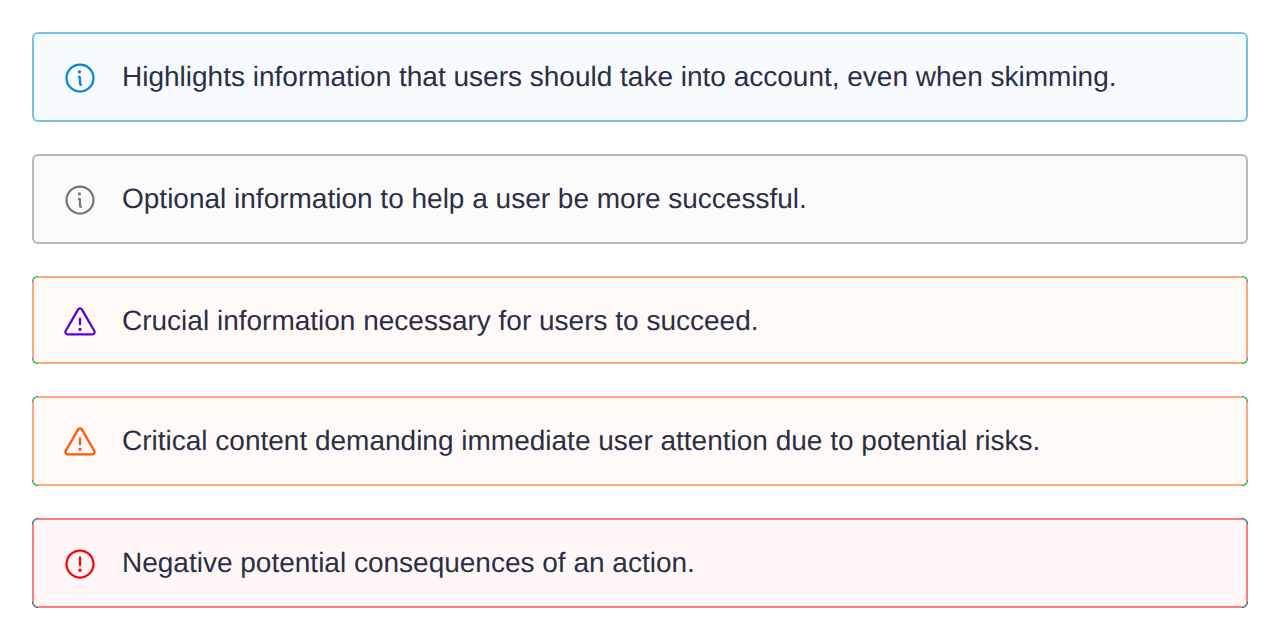 Highlights information that users should take into account, even when skimming.
Optional information to help a user be more successful.
Crucial information necessary for users to succeed.
Critical content demanding immediate user attention due to potential risks.
Negative potential consequences of an action.